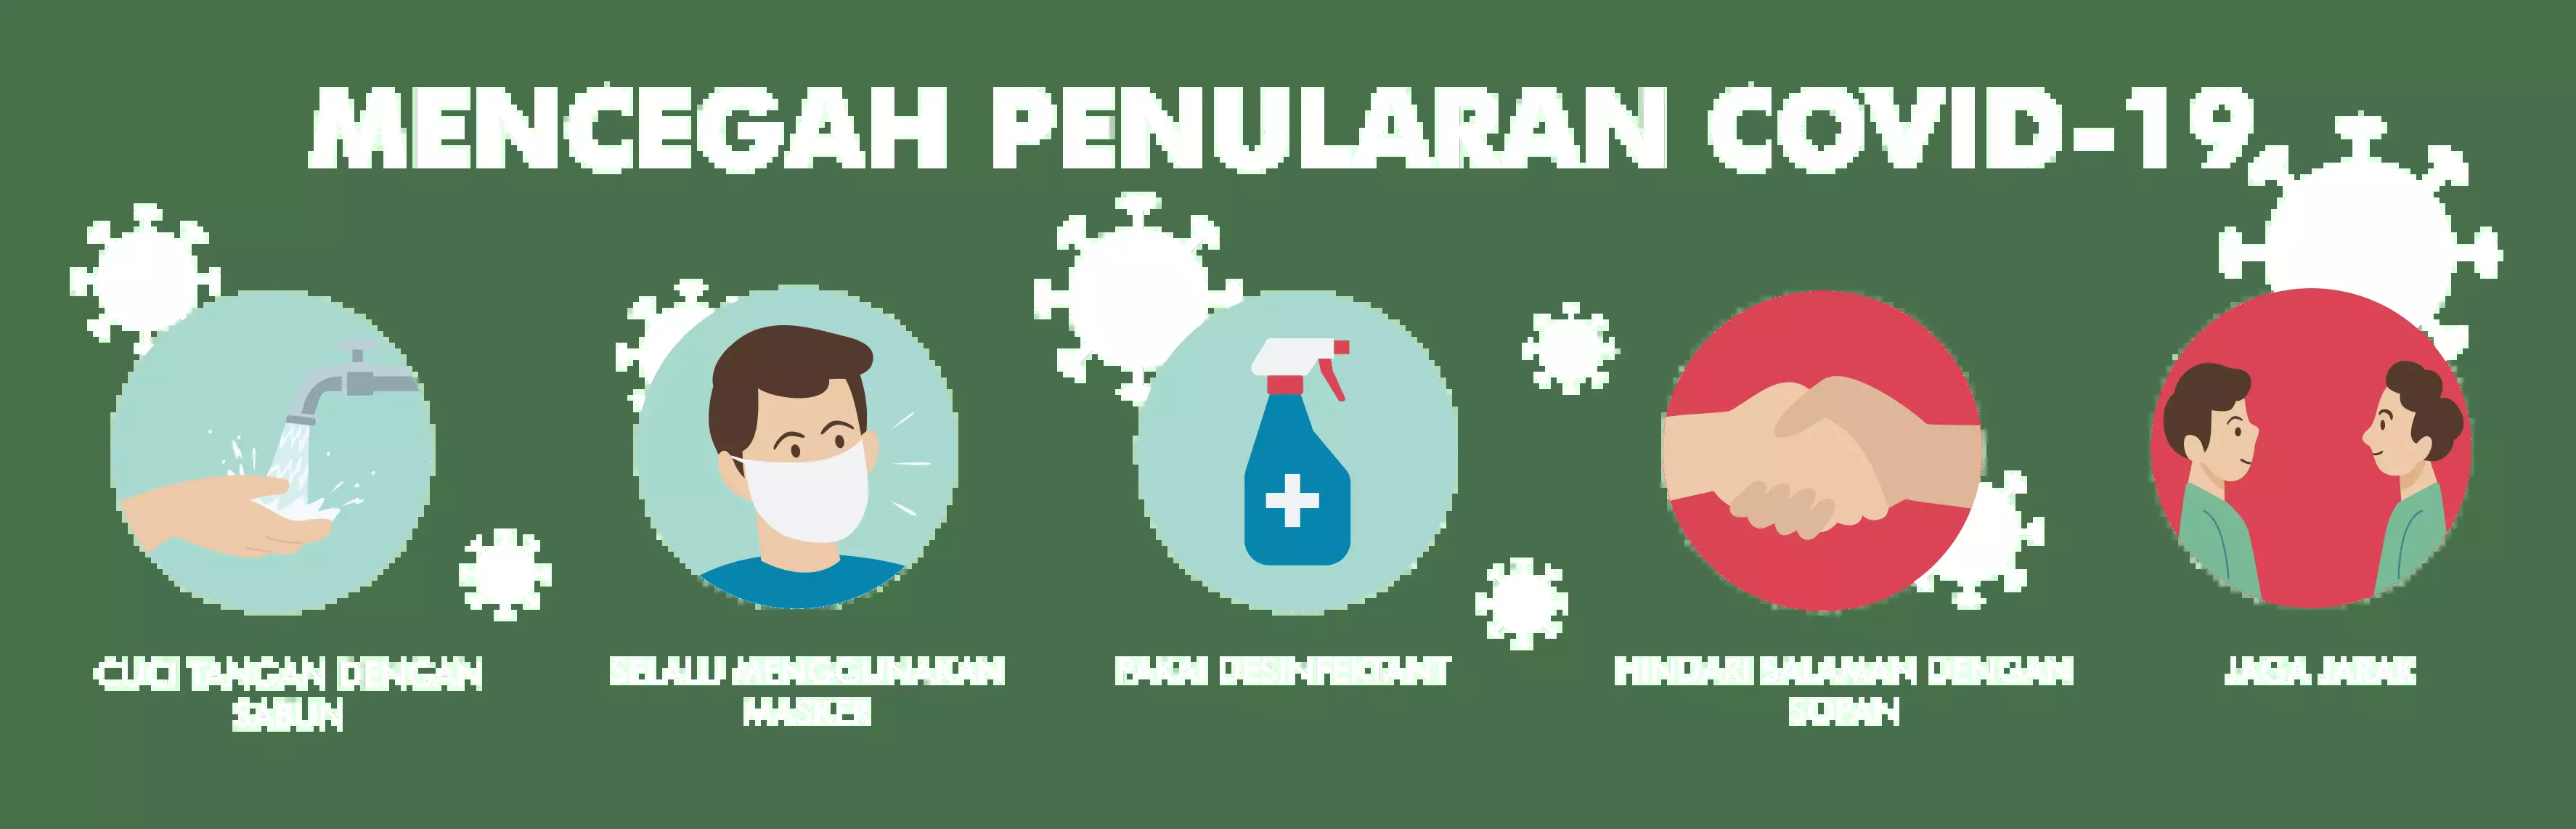 MENCEGAH PENULARAN COVID-19
CUCI TANGAN DENGAN
SABUN
SELALU MENGGUNAKAN
MASKER
PAKAI DESINFEKTANT
HINDARI SALAMAN DENGAN
SOPAN
JAGA JARAK